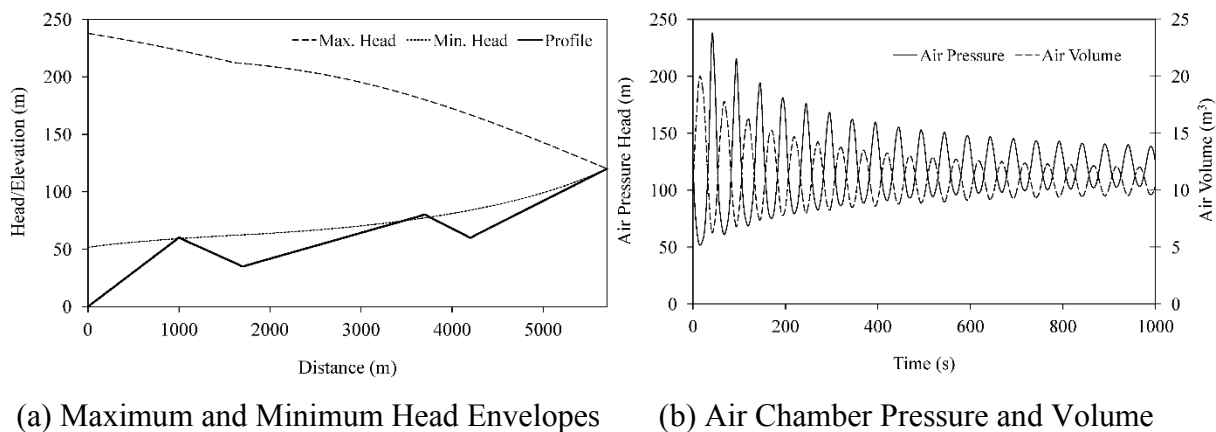 250
200
150
100
50
0
Head/Elevation (m)
Max. Head
Min. Head
Profile
0
1000
2000
3000
4000
5000
Distance (m)
(a) Maximum and Minimum Head Envelopes
250
200
150
100
50
0
Air Pressure Head (m)
Air Pressure
Air Volume
25
20
15
10
5
0
Air Volume (m³)
0
200
400
600
800
1000
Time (s)
(b) Air Chamber Pressure and Volume